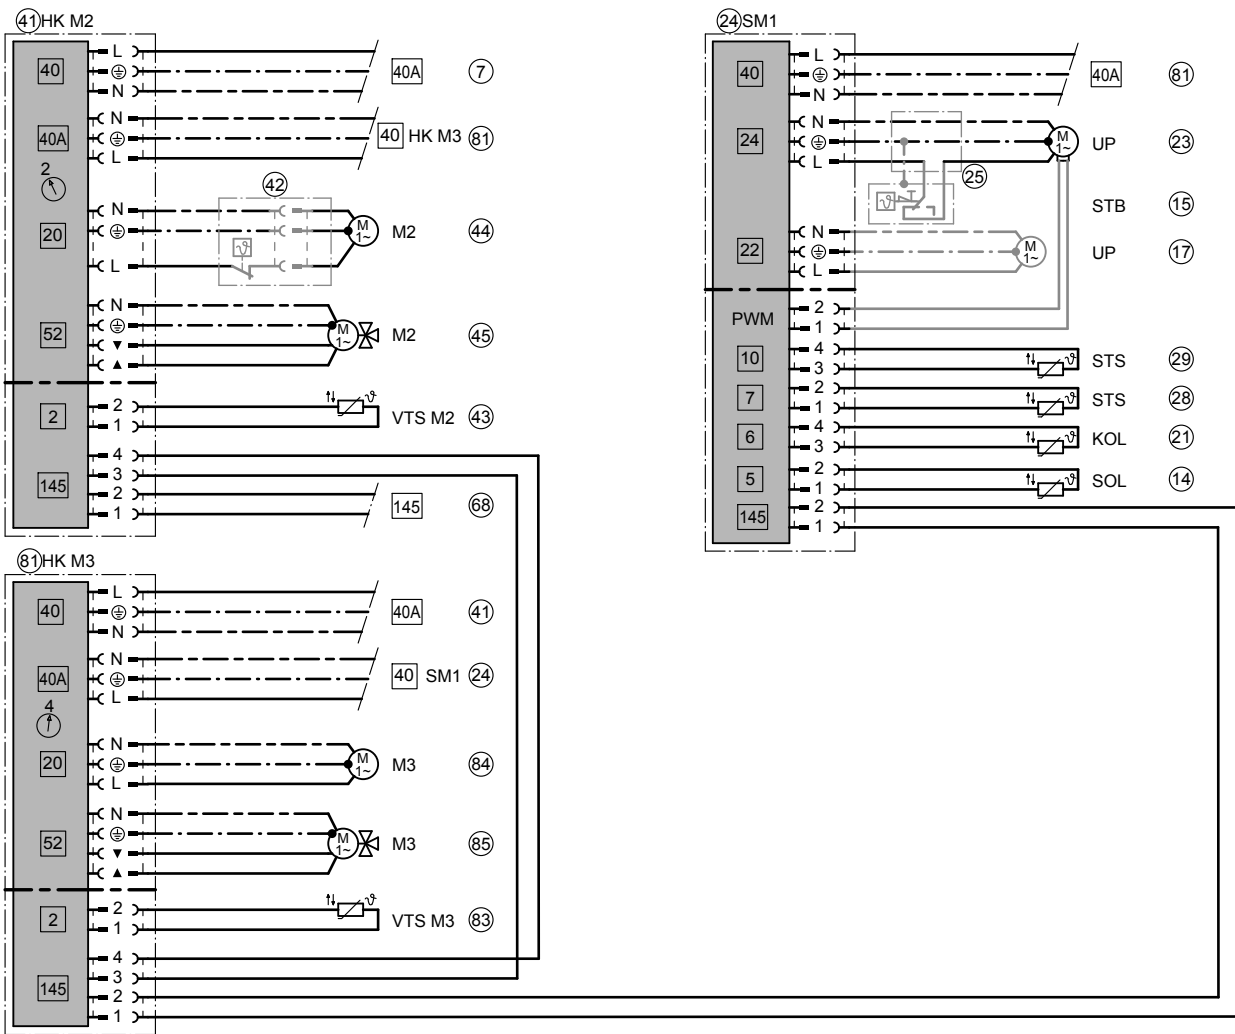 41 HK M2
40 L 40A 7
N
40A N 40 HK M3 81
L
2
42
20 N M 1~ M2 44
ϑ
L
52 N M 1~ M2 45
▼
▲
2 2 ϑ VTS M2 43
1
145 4
3
2 145 68
1
81 HK M3
40 L 40A 41
N
40A N 40 SM1 24
L
4
20 N M 1~ M3 84
L
52 N M 1~ M3 85
▼
▲
2 2 ϑ VTS M3 83
1
145 4
3
2
1
24 SM1
40 L 40A 81
N
24 N M 1~ UP 23
L
25
ϑ STB 15
22 N M 1~ UP 17
L
PWM 2
1
10 4 ϑ STS 29
3
7 2 ϑ STS 28
1
6 4 ϑ KOL 21
3
5 2 ϑ SOL 14
1
145 2
1